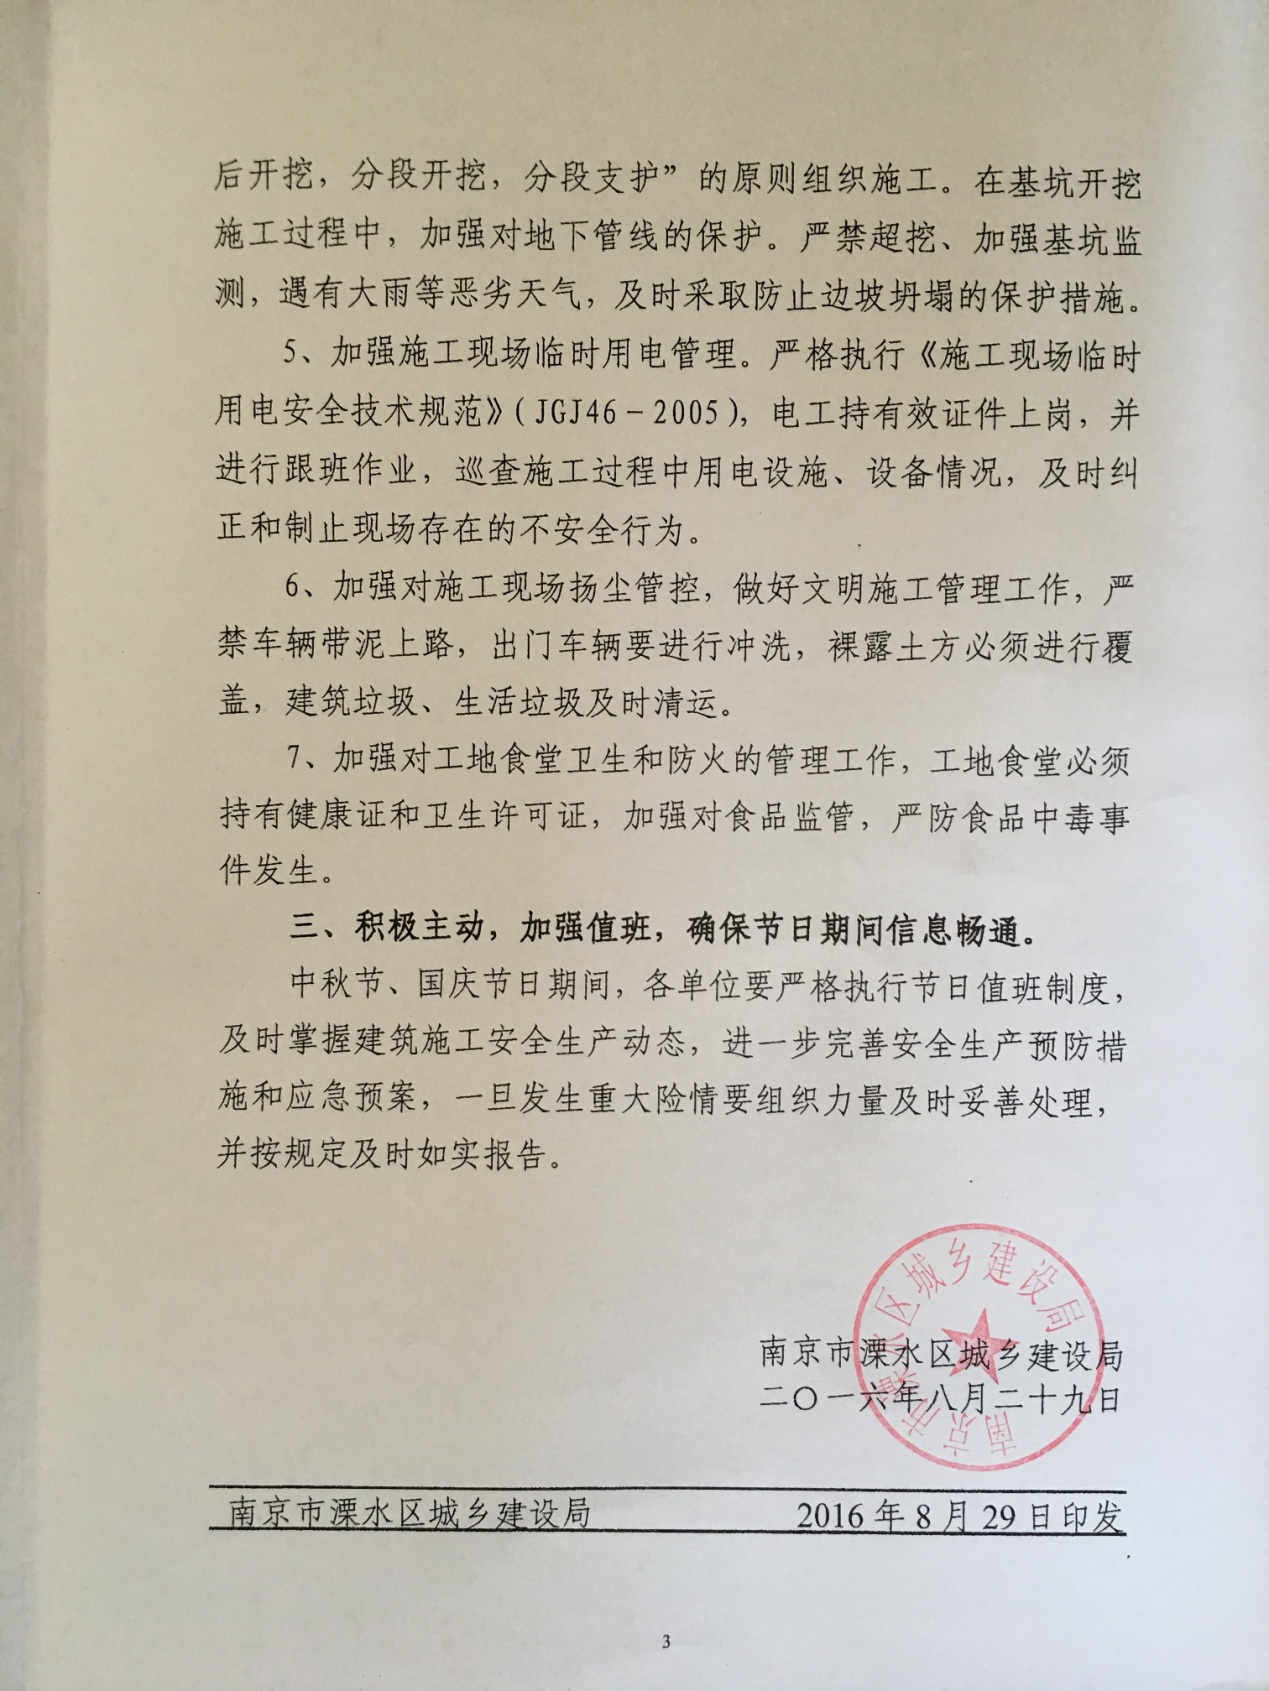 后开挖，分段开挖，分段支护”的原则组织施工。在基坑开挖
施工过程中，加强对地下管线的保护。严禁超挖、加强基坑监
测，遇有大雨等恶劣天气，及时采取防止边坡坍塌的保护措施。
5、加强施工现场临时用电管理。严格执行《施工现场临时
用电安全技术规范》（JGJ46－2005），电工持有效证件上岗，并
进行跟班作业，巡查施工过程中用电设施、设备情况，及时纠
正和制止现场存在的不安全行为。
6、加强对施工现场扬尘管控，做好文明施工管理工作，严
禁车辆带泥上路，出门车辆要进行冲洗，裸露土方必须进行覆
盖，建筑垃圾、生活垃圾及时清运。
7、加强对工地食堂卫生和防火的管理工作，工地食堂必须
持有健康证和卫生许可证，加强对食品监管，严防食品中毒事
件发生。
三、积极主动，加强值班，确保节日期间信息畅通。
中秋节、国庆节日期间，各单位要严格执行节日值班制度，
及时掌握建筑施工安全生产动态，进一步完善安全生产预防措
施和应急预案，一旦发生重大险情要组织力量及时妥善处理，
并按规定及时如实报告。
南京市溧水区城乡建设局
南京市溧水区城乡建设局
二〇一六年八月二十九日
南京市溧水区城乡建设局 2016年8月29日印发
3